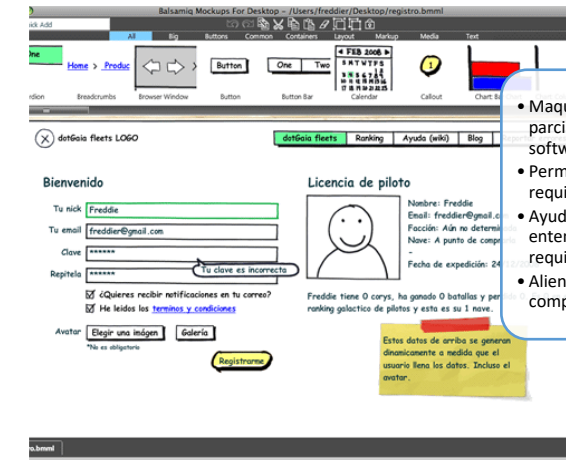 Balsamiq Mockups For Desktop - /Users/freddier/Desktop/registro.bmml
ick Add
All Big Buttons Common Containers Layout Markup Media Text
One
Home > Produc
Button
One Two
◀ FEB 2008 ▶
S M T W T F S
1
rdion Breadcrumbs Browser Window Button Button Bar Calendar Callout Chart
dotGaia fleets LOGO
dotGaia fleets Ranking Ayuda (wiki) Blog
Bienvenido
Tu nick Freddie
Tu email freddier@gmail.com
Clave ******
Tu clave es incorrecta
Repitela ******
¿Quieres recibir notificaciones en tu correo?
He leidos los terminos y condiciones
Avatar Elegir una imágen Galería
*No es obligatorio
Registrarme
Licencia de piloto
Nombre: Freddie
Email: freddier@gmail.c
Facción: Aún no determin
Nave: A punto de comp
-
Fecha de expedición: 24
Freddie tiene 0 corys, ha ganado 0 batallas y per
ranking galactico de pilotos y esta es su 1 nave.
Estos datos de arriba se generan
dinamicamente a medida que el
usuario llena los datos. Incluso el
avatar.
• Maqu
parci
softw
• Perm
requi
• Ayud
enter
requi
• Alien
comp
ro.bmml